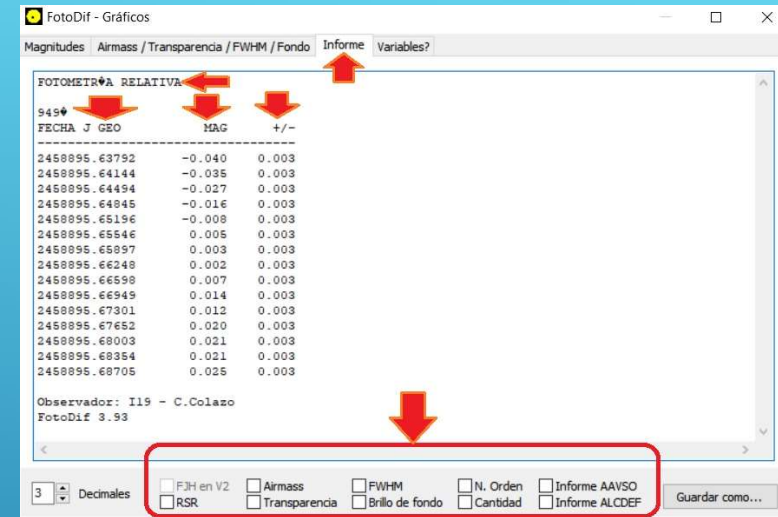 FotoDif - Gráficos
Magnitudes Airmass / Transparencia / FWHM / Fondo Informe Variables?
FOTOMETR�A RELATIVA
949�
FECHA J GEO MAG +/-
-----------------------------------
2458895.63792 -0.040 0.003
2458895.64144 -0.035 0.003
2458895.64494 -0.027 0.003
2458895.64845 -0.016 0.003
2458895.65196 -0.008 0.003
2458895.65546 0.005 0.003
2458895.65897 0.003 0.003
2458895.66248 0.002 0.003
2458895.66598 0.007 0.003
2458895.66949 0.014 0.003
2458895.67301 0.012 0.003
2458895.67652 0.020 0.003
2458895.68003 0.021 0.003
2458895.68354 0.021 0.003
2458895.68705 0.025 0.003
Observador: I19 - C.Colazo
FotoDif 3.93
3 Decimales
FJH en V2 Airmass FWHM N. Orden Informe AAVSO
RSR Transparencia Brillo de fondo Cantidad Informe ALCDEF
Guardar como...